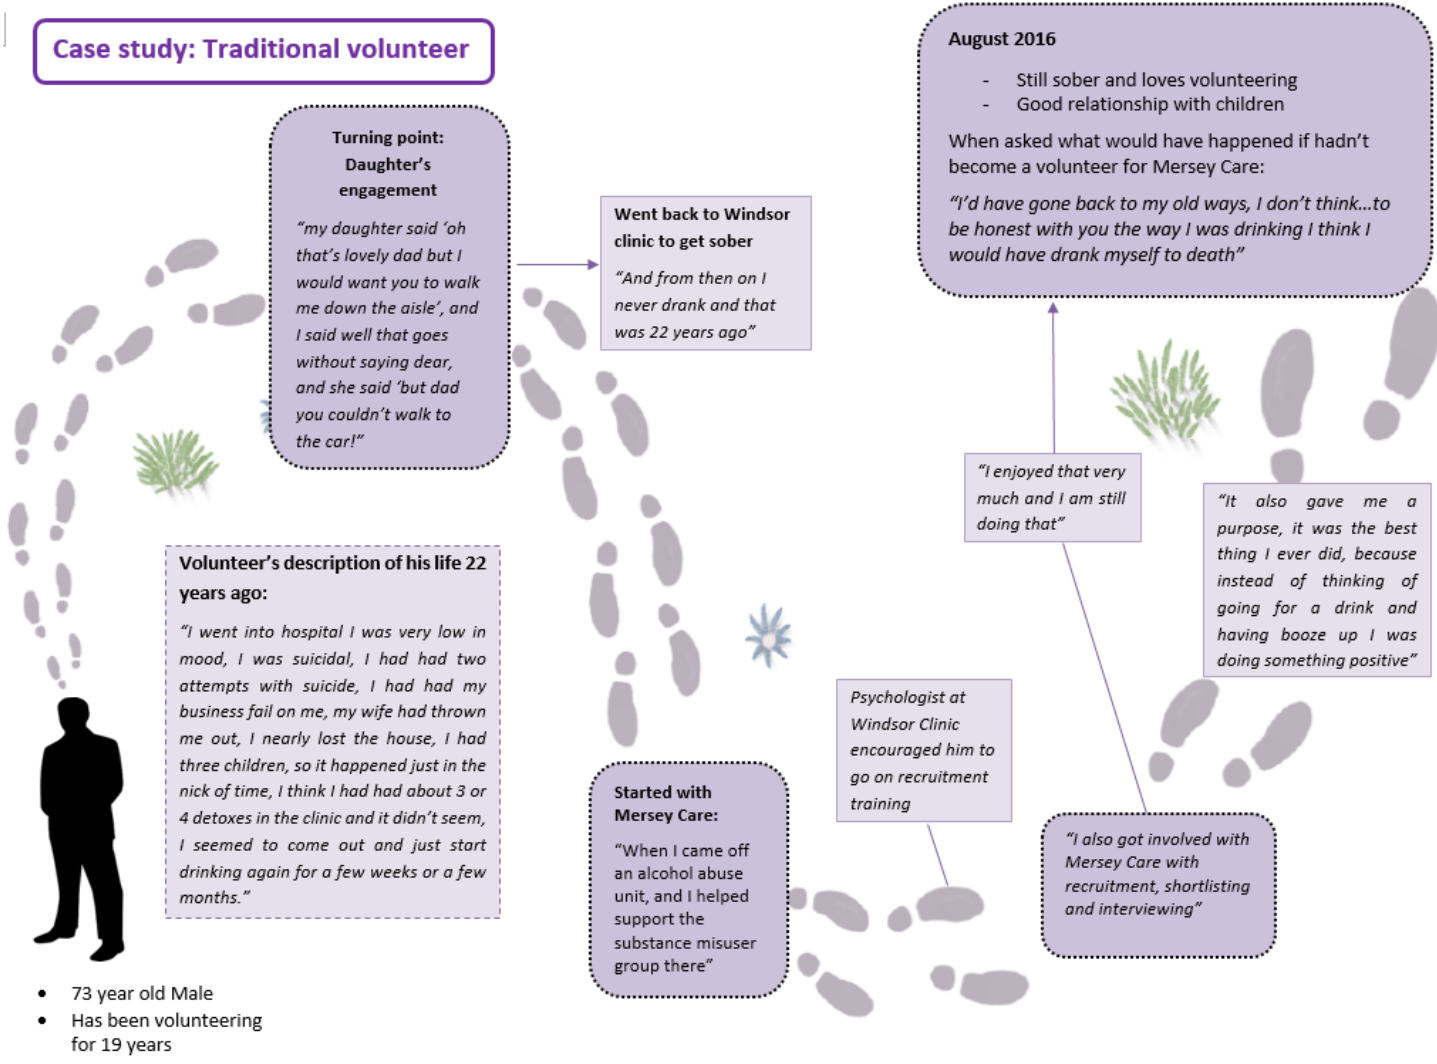 Case study: Traditional volunteer
Turning point:
Daughter’s
engagement
“my daughter said ‘oh
that’s lovely dad but I
would want you to walk
me down the aisle’, and
I said well that goes
without saying dear,
and she said ‘but dad
you couldn’t walk to
the car!”
Went back to Windsor
clinic to get sober
“And from then on I
never drank and that
was 22 years ago”
August 2016
- Still sober and loves volunteering
- Good relationship with children
When asked what would have happened if hadn’t
become a volunteer for Mersey Care:
“I’d have gone back to my old ways, I don’t think…to
be honest with you the way I was drinking I think I
would have drank myself to death”
Volunteer’s description of his life 22
years ago:
“I went into hospital I was very low in
mood, I was suicidal, I had had two
attempts with suicide, I had had my
business fail on me, my wife had thrown
me out, I nearly lost the house, I had
three children, so it happened just in the
nick of time, I think I had had about 3 or
4 detoxes in the clinic and it didn’t seem,
I seemed to come out and just start
drinking again for a few weeks or a few
months.”
• 73 year old Male
• Has been volunteering
for 19 years
Started with
Mersey Care:
“When I came off
an alcohol abuse
unit, and I helped
support the
substance misuser
group there”
Psychologist at
Windsor Clinic
encouraged him to
go on recruitment
training
“I also got involved with
Mersey Care with
recruitment, shortlisting
and interviewing”
“I enjoyed that very
much and I am still
doing that”
“It also gave me a
purpose, it was the best
thing I ever did, because
instead of thinking of
going for a drink and
having booze up I was
doing something positive”